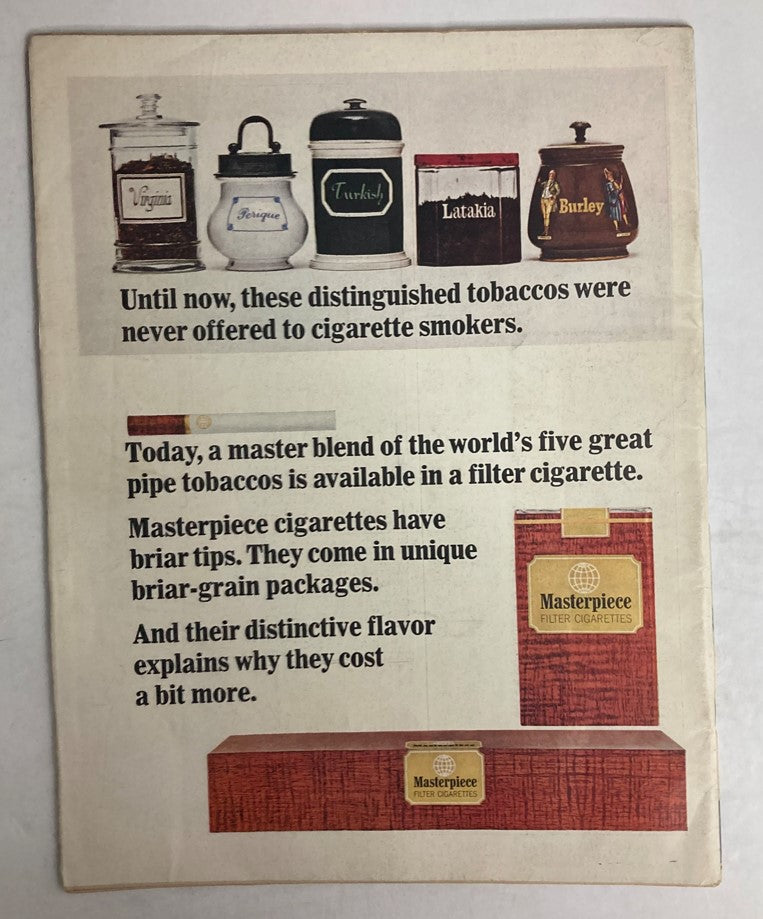 Virginia
Perique
Turkish
Latakia
Burley
Until now, these distinguished tobaccos were
never offered to cigarette smokers.
Today, a master blend of the world's five great
pipe tobaccos is available in a filter cigarette.
Masterpiece cigarettes have
briar tips. They come in unique
briar-grain packages.
And their distinctive flavor
explains why they cost
a bit more.
Masterpiece
FILTER CIGARETTES
Masterpiece
Masterpiece
FILTER CIGARETTES